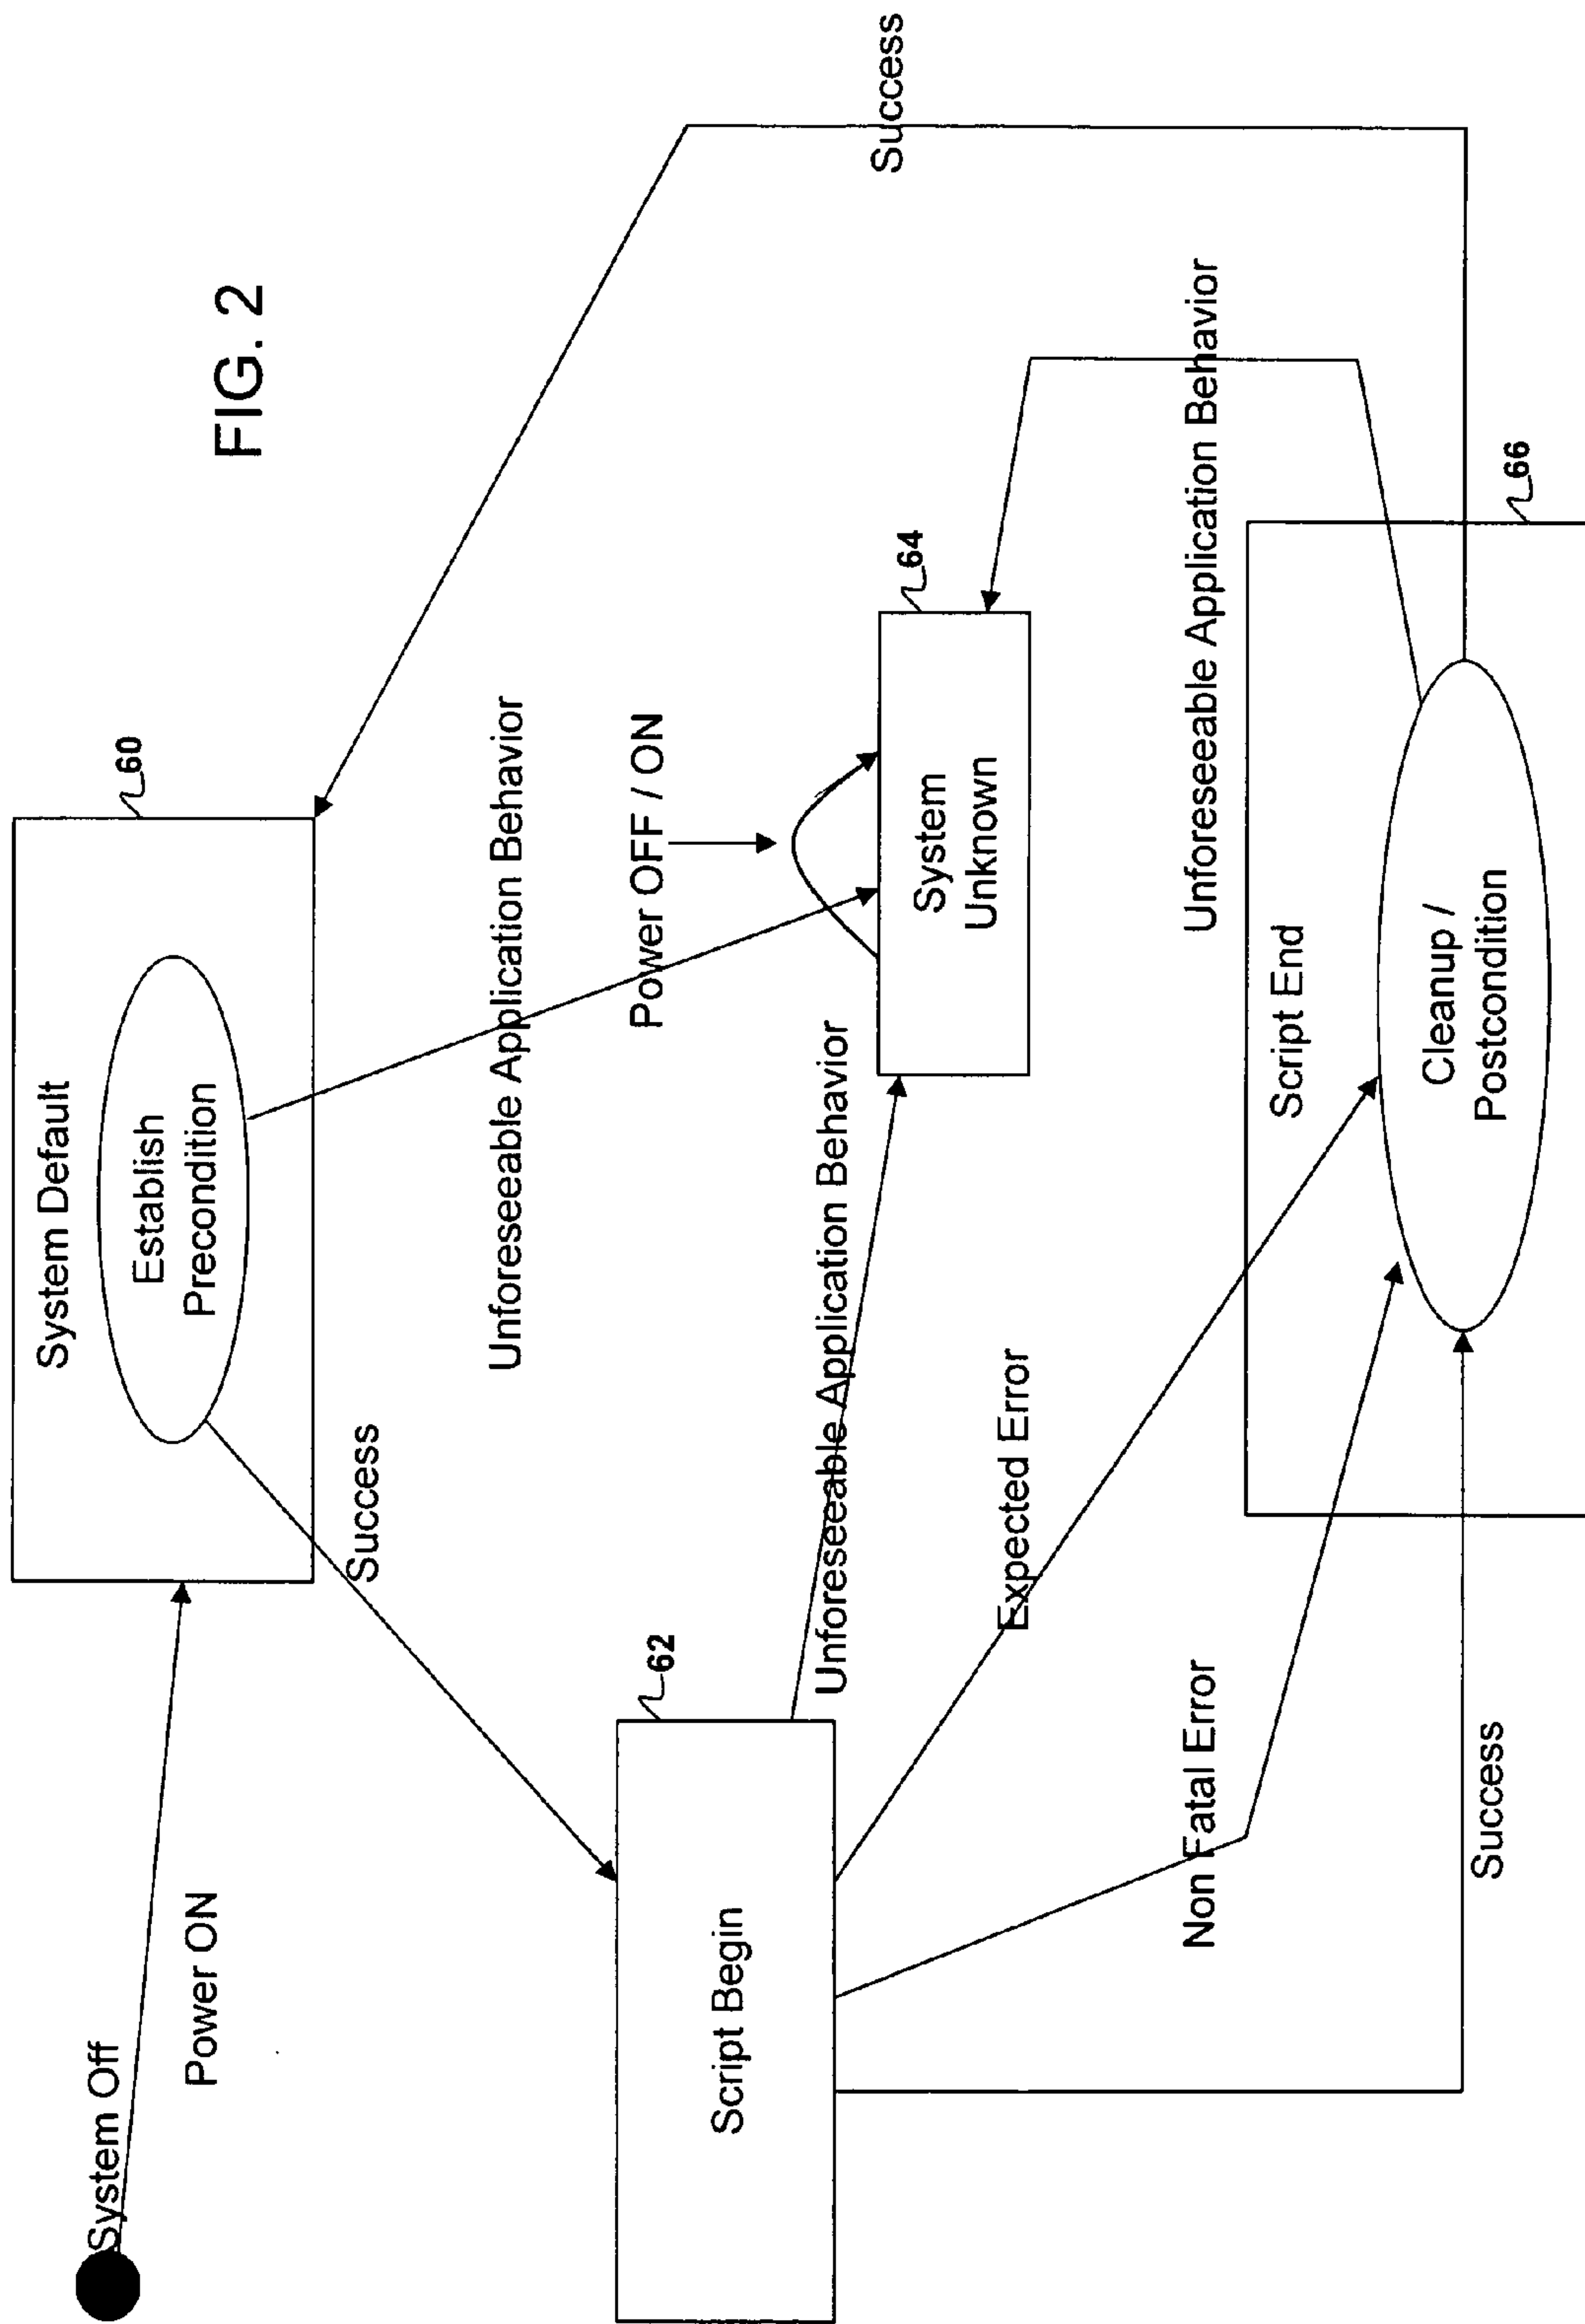 System Off
Power ON
System Default
Establish
Precondition
60
FIG. 2
Success
Unforeseeable Application Behavior
Script Begin
62
Power OFF / ON
Unforeseeable Application Behavior
System
Unknown
64
Success
Expected Error
Non Fatal Error
Unforeseeable Application Behavior
Success
Script End
Cleanup /
Postcondition
66